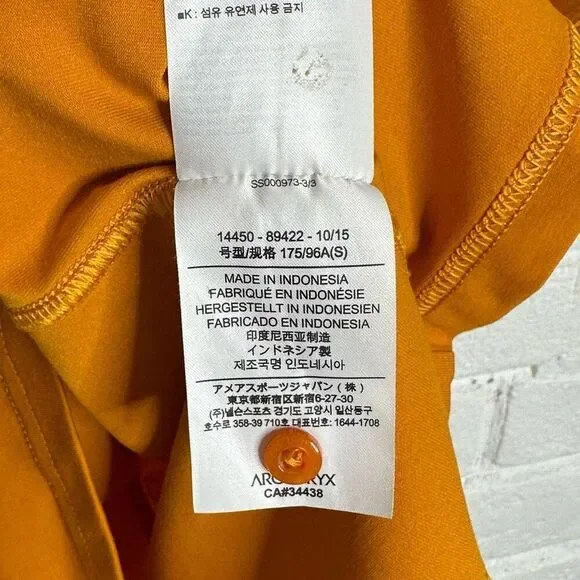 K : 섬유 유연제 사용 금지
SS000973-3/3
14450 - 89422 - 10/15
号型/规格 175/96A(S)
MADE IN INDONESIA
FABRIQUÉ EN INDONÉSIE
HERGESTELLT IN INDONESIEN
FABRICADO EN INDONESIA
印度尼西亚制造
インドネシア製
제조국명 인도네시아
アメアスポーツジャパン ( 株 )
東京都新宿区新宿6-27-30
(주)넬슨스포츠 경기도 고양시 일산동구
호수로 358-39 710호 대표번호: 1644-1708
CA#34438